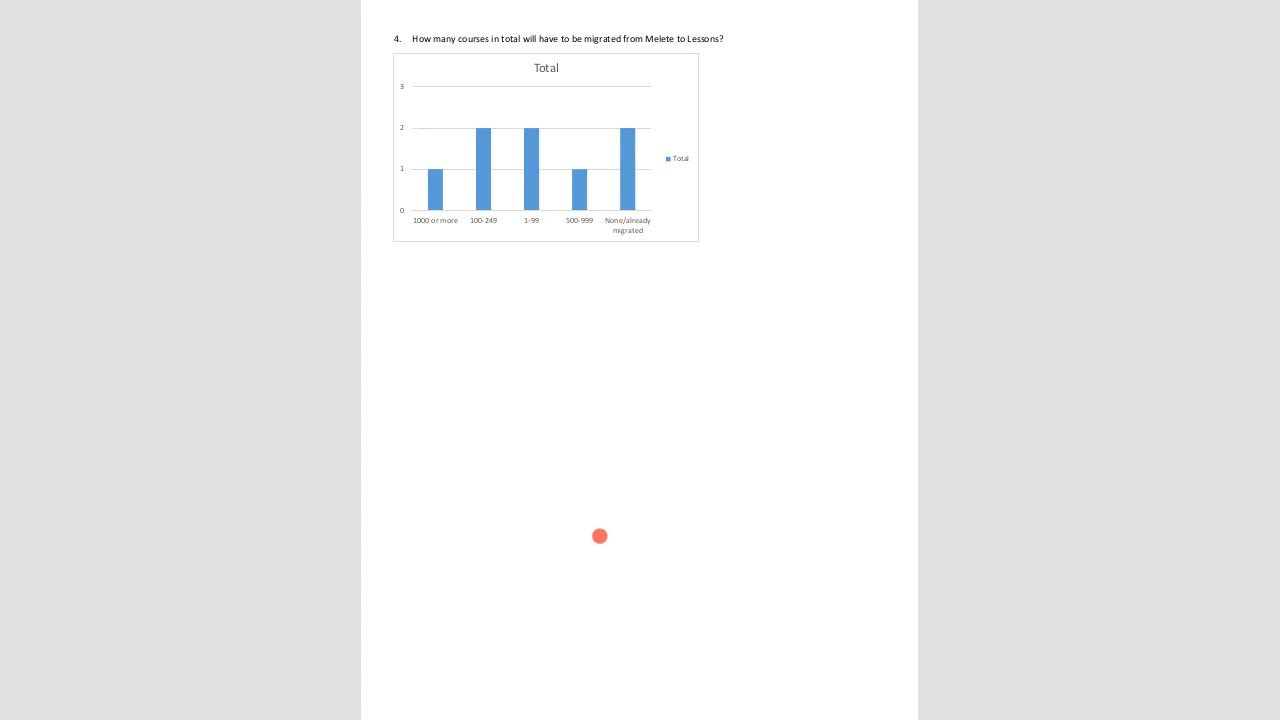 4. How many courses in total will have to be migrated from Melete to Lessons?
Total
3
2
1
0
1000 or more
100-249
1-99
500-999
None/already
migrated
Total